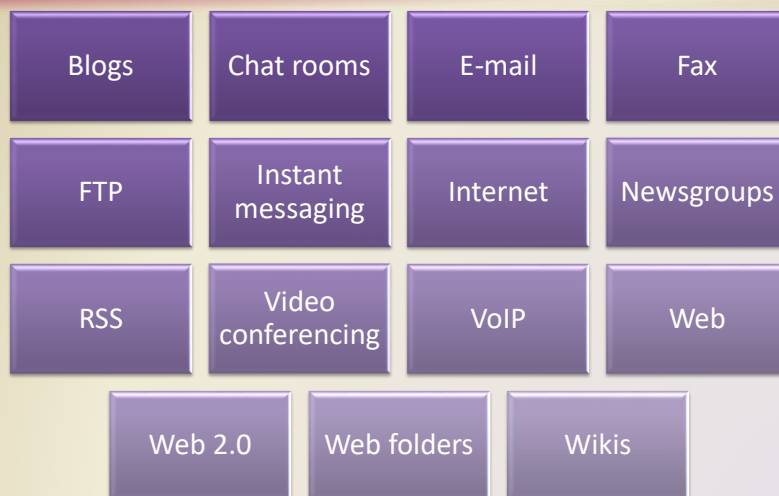 Blogs
Chat rooms
E-mail
Fax
FTP
Instant
messaging
Internet
Newsgroups
RSS
Video
conferencing
VoIP
Web
Web 2.0
Web folders
Wikis